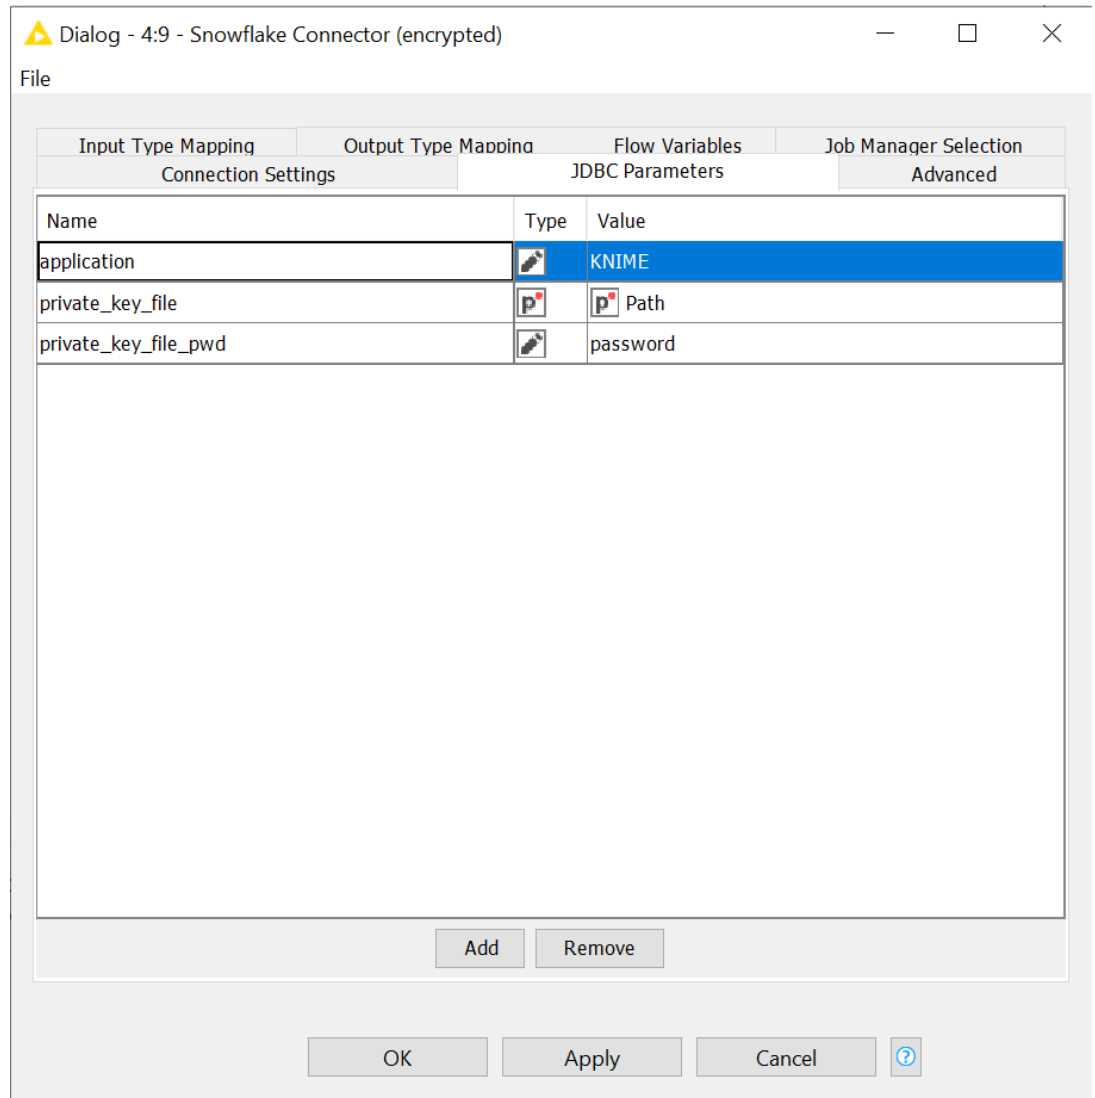 Dialog - 4:9 - Snowflake Connector (encrypted)
File
Input Type Mapping Output Type Mapping Flow Variables Job Manager Selection
Connection Settings JDBC Parameters Advanced
Name Type Value
application KNIME
private_key_file p p Path
private_key_file_pwd password
Add Remove
OK Apply Cancel ?